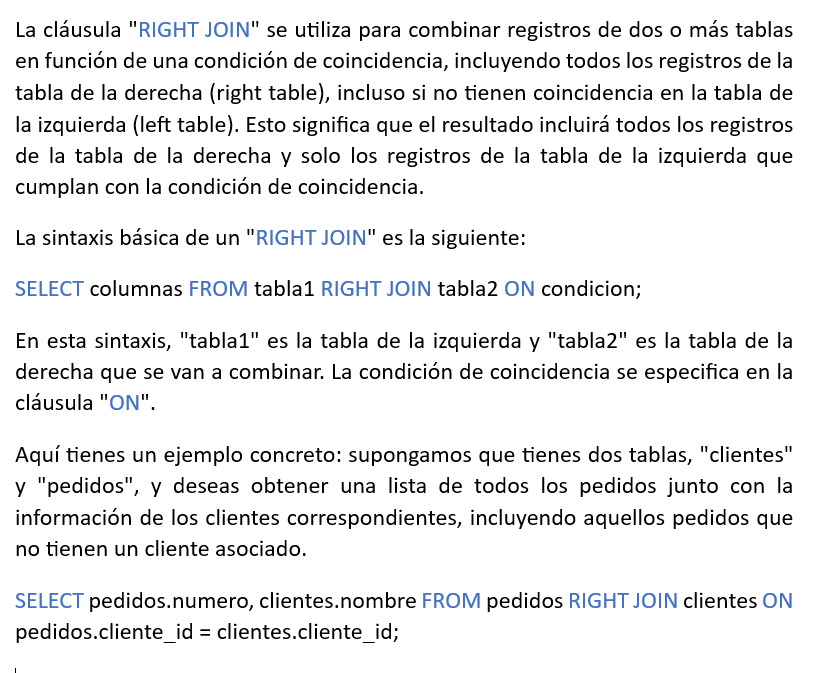 La cláusula "RIGHT JOIN" se utiliza para combinar registros de dos o más tablas
en función de una condición de coincidencia, incluyendo todos los registros de la
tabla de la derecha (right table), incluso si no tienen coincidencia en la tabla de
la izquierda (left table). Esto significa que el resultado incluirá todos los registros
de la tabla de la derecha y solo los registros de la tabla de la izquierda que
cumplan con la condición de coincidencia.
La sintaxis básica de un "RIGHT JOIN" es la siguiente:
SELECT columnas FROM tabla1 RIGHT JOIN tabla2 ON condicion;
En esta sintaxis, "tabla1" es la tabla de la izquierda y "tabla2" es la tabla de la
derecha que se van a combinar. La condición de coincidencia se especifica en la
cláusula "ON".
Aquí tienes un ejemplo concreto: supongamos que tienes dos tablas, "clientes"
y "pedidos", y deseas obtener una lista de todos los pedidos junto con la
información de los clientes correspondientes, incluyendo aquellos pedidos que
no tienen un cliente asociado.
SELECT pedidos.numero, clientes.nombre FROM pedidos RIGHT JOIN clientes ON
pedidos.cliente_id = clientes.cliente_id;